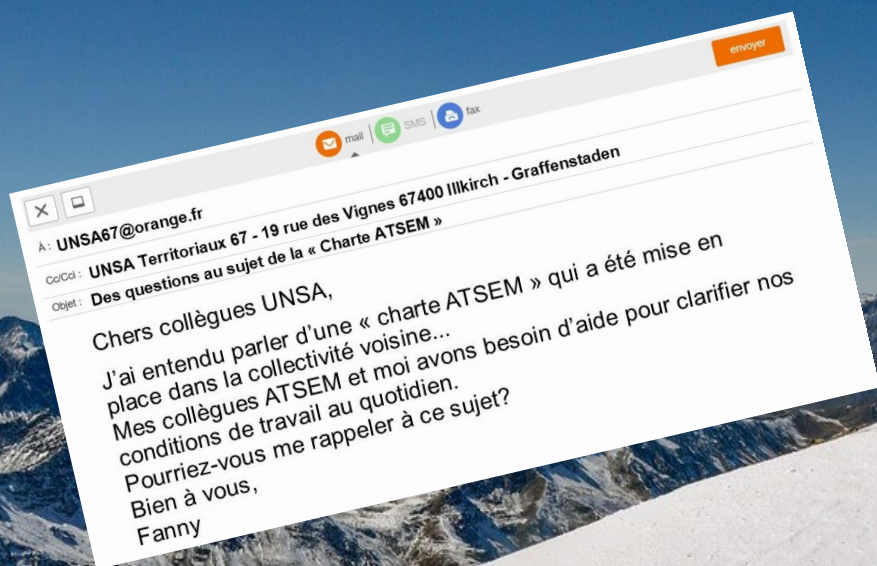 envoyer
mail | SMS | fax
À : UNSA67@orange.fr
Cc/Cci : UNSA Territoriaux 67 - 19 rue des Vignes 67400 Illkirch - Graffenstaden
Objet : Des questions au sujet de la « Charte ATSEM »
Chers collègues UNSA,
J’ai entendu parler d’une « charte ATSEM » qui a été mise en
place dans la collectivité voisine...
Mes collègues ATSEM et moi avons besoin d’aide pour clarifier nos
conditions de travail au quotidien.
Pourriez-vous me rappeler à ce sujet?
Bien à vous,
Fanny